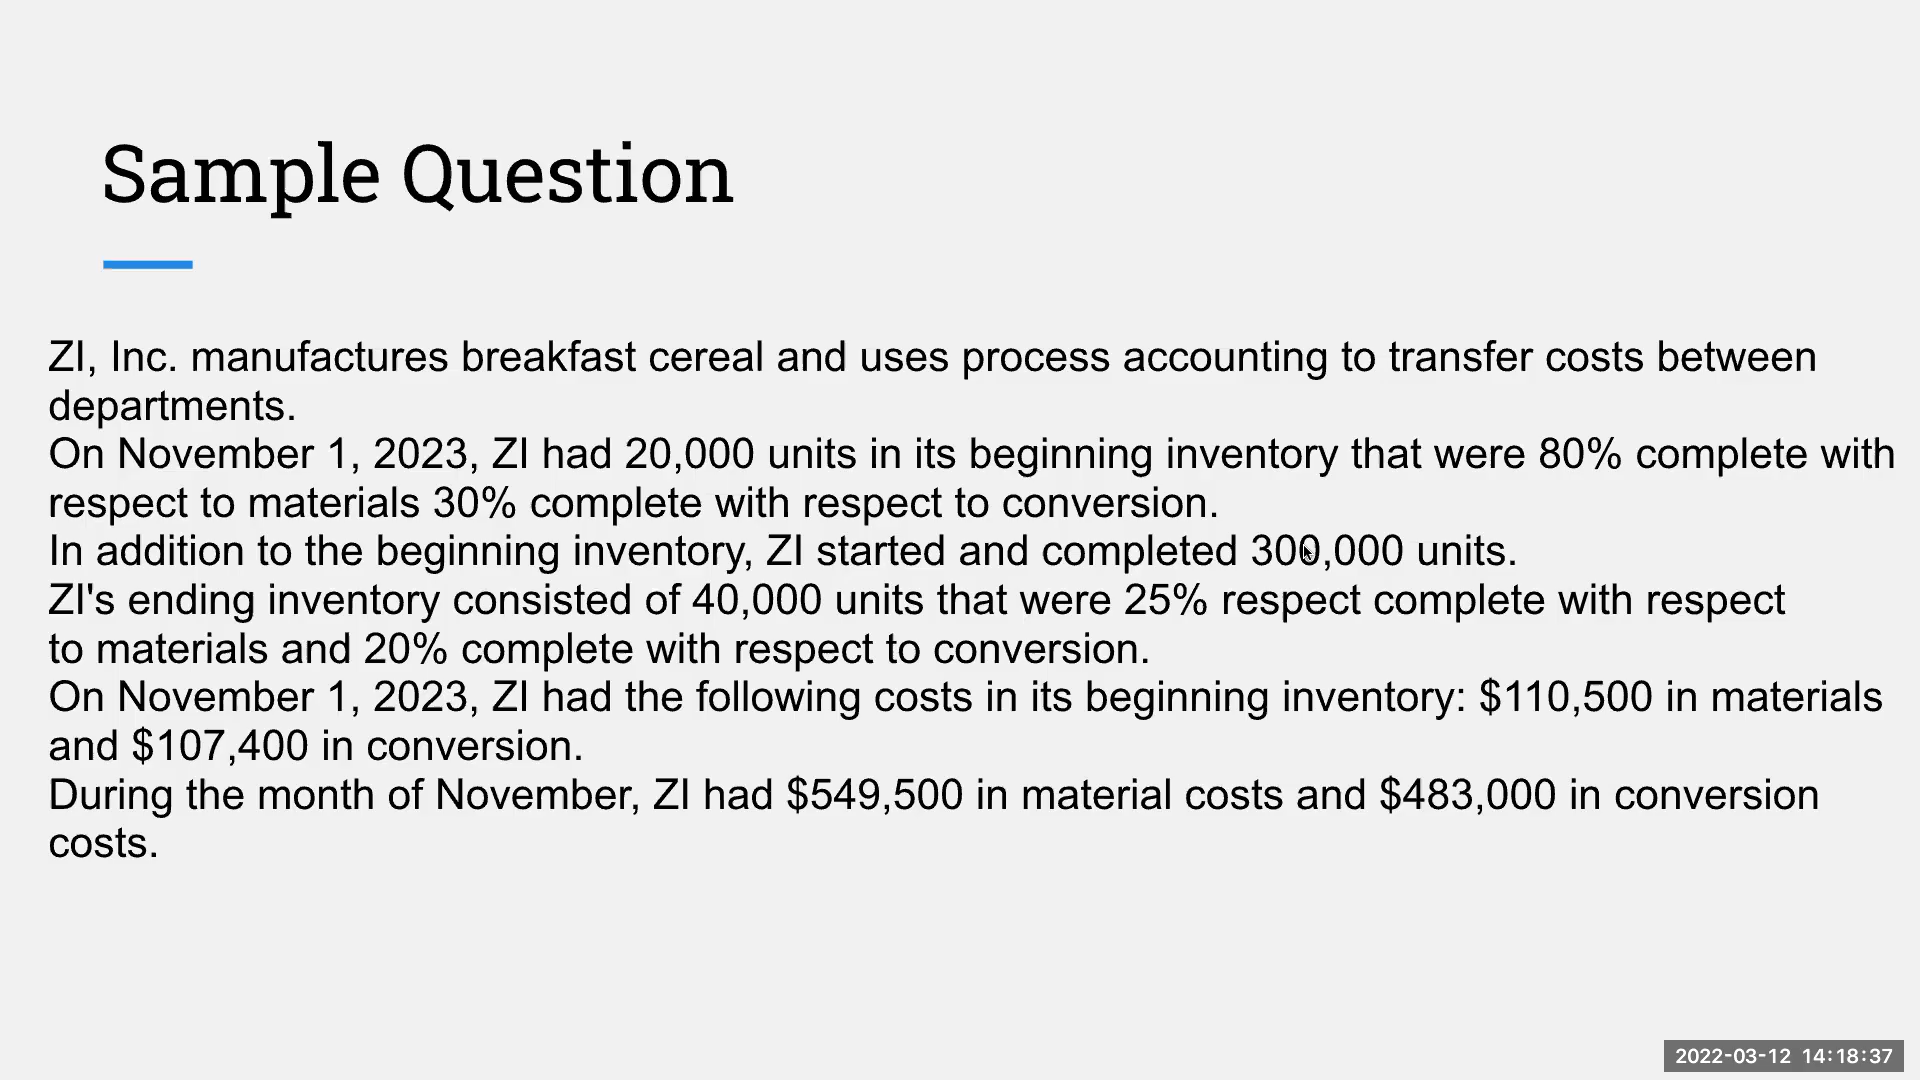 Sample Question
ZI, Inc. manufactures breakfast cereal and uses process accounting to transfer costs between
departments.
On November 1, 2023, ZI had 20,000 units in its beginning inventory that were 80% complete with
respect to materials 30% complete with respect to conversion.
In addition to the beginning inventory, ZI started and completed 300,000 units.
ZI's ending inventory consisted of 40,000 units that were 25% respect complete with respect
to materials and 20% complete with respect to conversion.
On November 1, 2023, ZI had the following costs in its beginning inventory: $110,500 in materials
and $107,400 in conversion.
During the month of November, ZI had $549,500 in material costs and $483,000 in conversion
costs.
2022-03-12 14:18:37